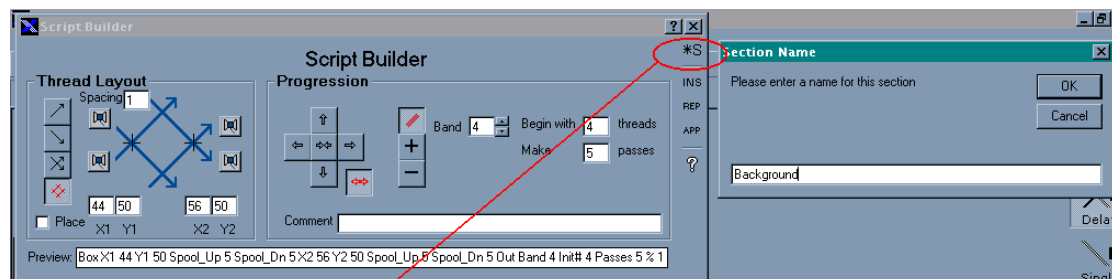 Script Builder
Script Builder
Thread Layout
Spacing 1
44 50
56 50
Place X1 Y1 X2 Y2
Progression
Band 4
Begin with 4 threads
Make 5 passes
Comment
Preview: Box X1 44 Y1 50 Spool_Up 5 Spool_Dn 5 X2 56 Y2 50 Spool_Up 5 Spool_Dn 5 Out Band 4 Init# 4 Passes 5 % 1
*S
INS
REP
APP
?
Section Name
Please enter a name for this section
OK
Cancel
Background
Dela
Singl